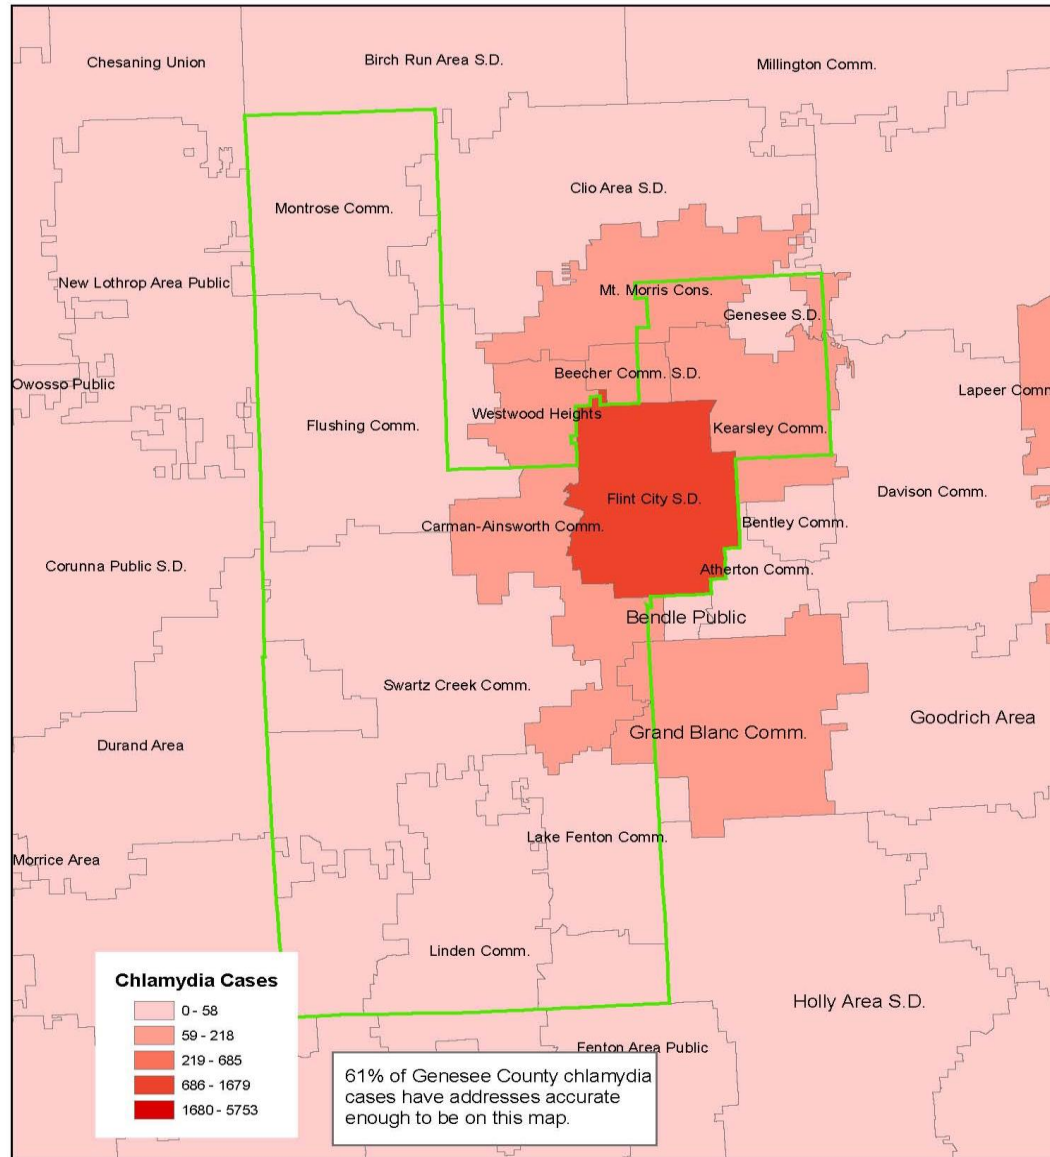 Chesaning Union
Birch Run Area S.D.
Millington Comm.
Clio Area S.D.
Montrose Comm.
New Lothrop Area Public
Mt. Morris Cons.
Genesee S.D.
Beecher Comm. S.D.
Owosso Public
Lapeer Comm
Westwood Heights
Flushing Comm.
Kearsley Comm.
Flint City S.D.
Davison Comm.
Carman-Ainsworth Comm.
Bentley Comm.
Corunna Public S.D.
Atherton Comm.
Bendle Public
Swartz Creek Comm.
Goodrich Area
Grand Blanc Comm.
Durand Area
Lake Fenton Comm.
Morrice Area
Linden Comm.
Holly Area S.D.
Fenton Area Public
Chlamydia Cases
0 - 58
59 - 218
219 - 685
686 - 1679
1680 - 5753
61% of Genesee County chlamydia
cases have addresses accurate
enough to be on this map.